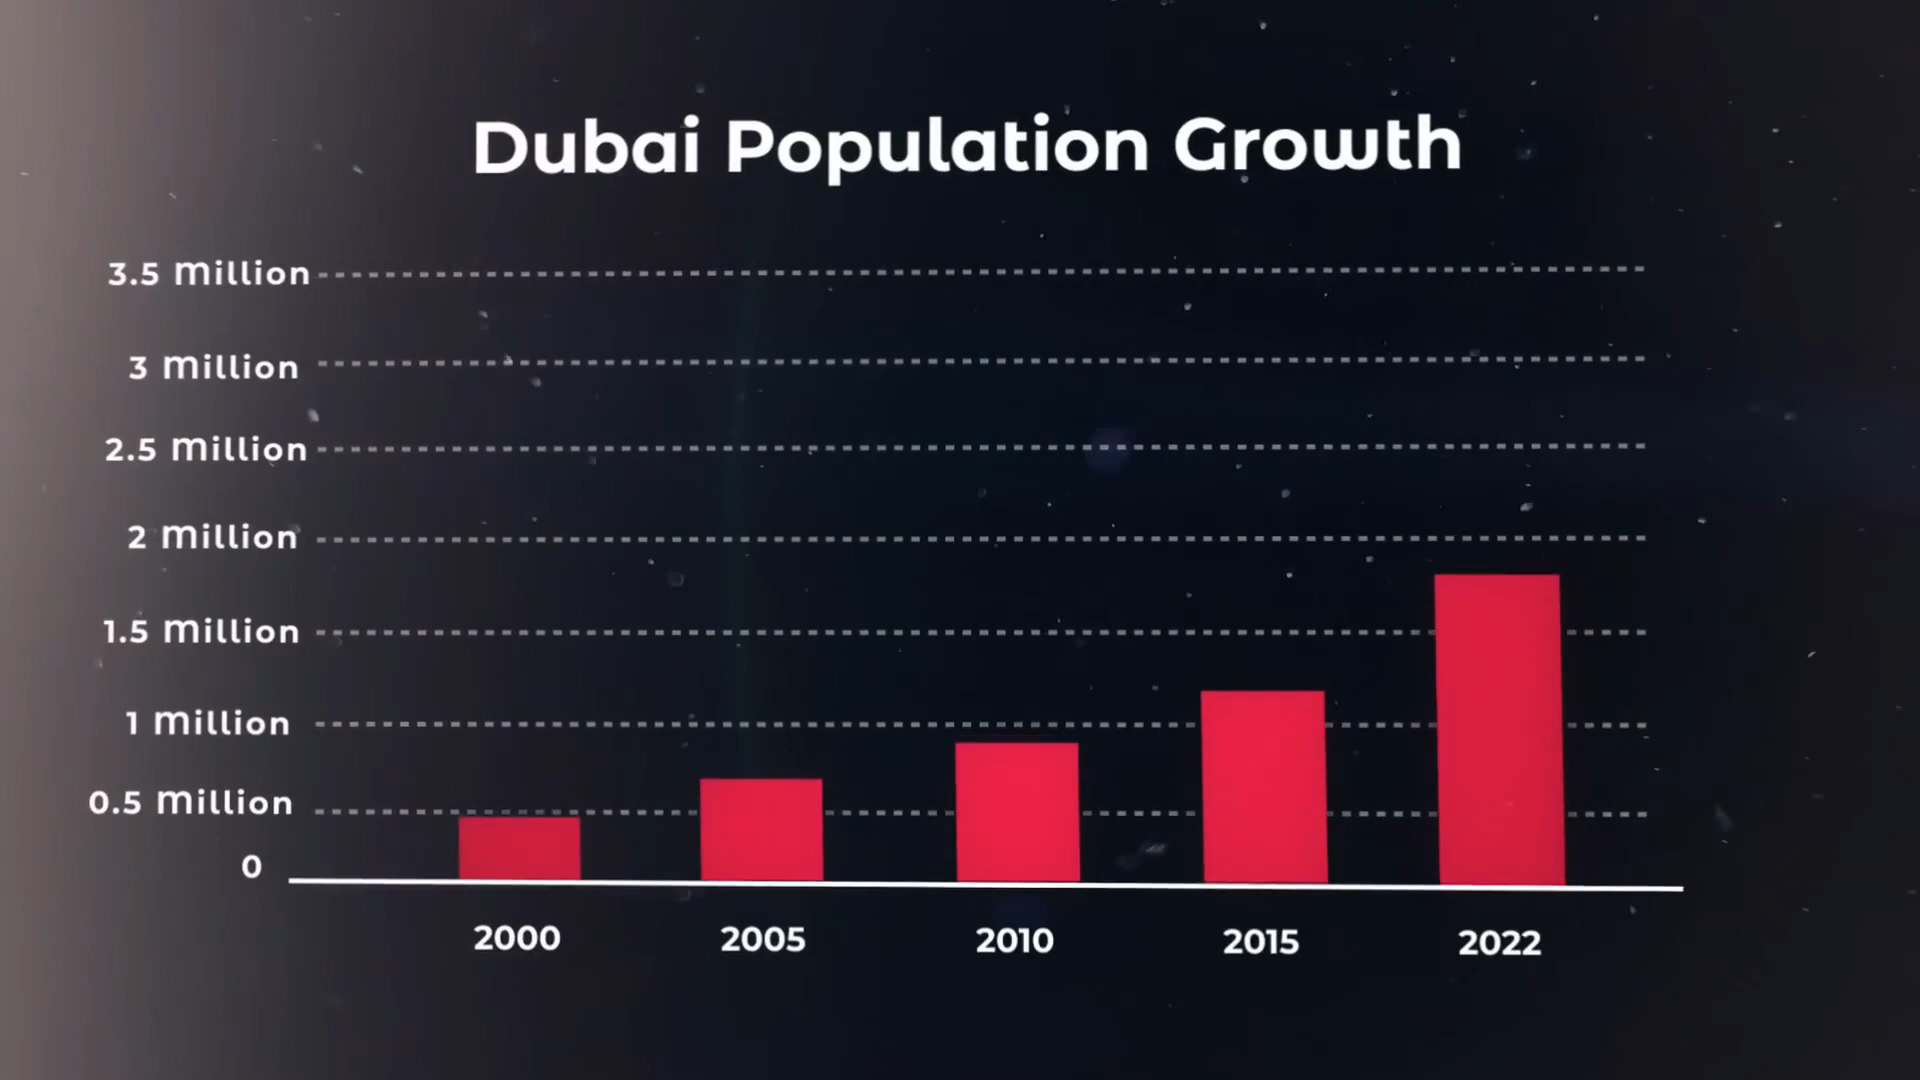 Dubai Population Growth
3.5 Million
3 Million
2.5 Million
2 Million
1.5 Million
1 Million
0.5 Million
0
2000 2005 2010 2015 2022